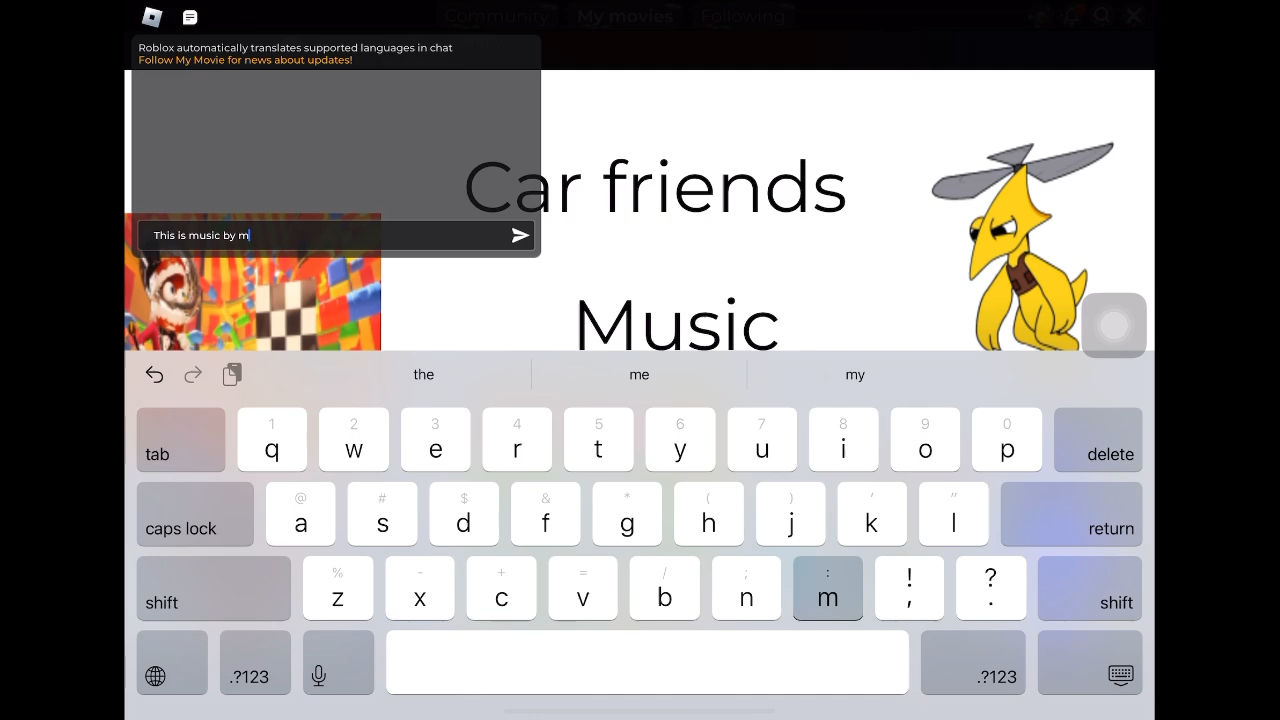 Community My movies Following
Roblox automatically translates supported languages in chat
Follow My Movie for news about updates!
Car friends
This is music by m
Music
the me my
1 2 3 4 5 6 7 8 9 0
tab q w e r t y u i o p delete
@ # $ & * ( ) ' "
caps lock a s d f g h j k l return
% - + = / ; : ! ?
shift z x c v b n m , . shift
.?123 .?123